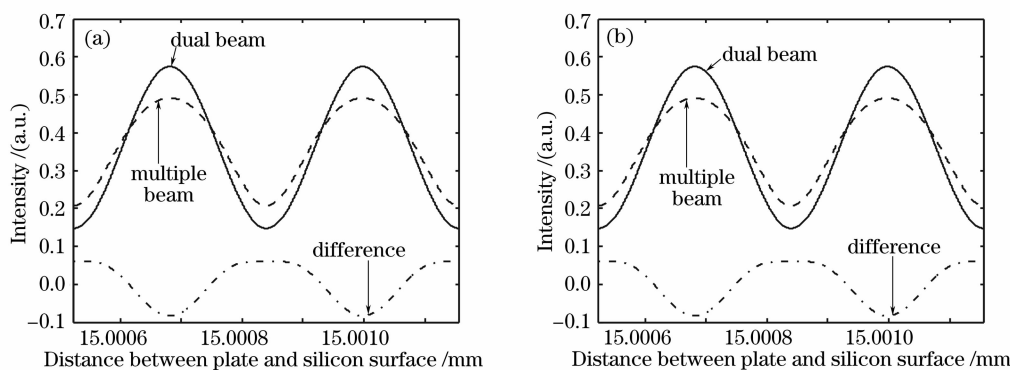 (a)
dual beam
multiple
beam
difference
0.7
0.6
0.5
0.4
0.3
0.2
0.1
0.0
−0.1
Intensity /(a.u.)
15.0006
15.0008
15.0010
Distance between plate and silicon surface /mm
(b)
dual beam
multiple
beam
difference
0.7
0.6
0.5
0.4
0.3
0.2
0.1
0.0
−0.1
Intensity /(a.u.)
15.0006
15.0008
15.0010
Distance between plate and silicon surface /mm